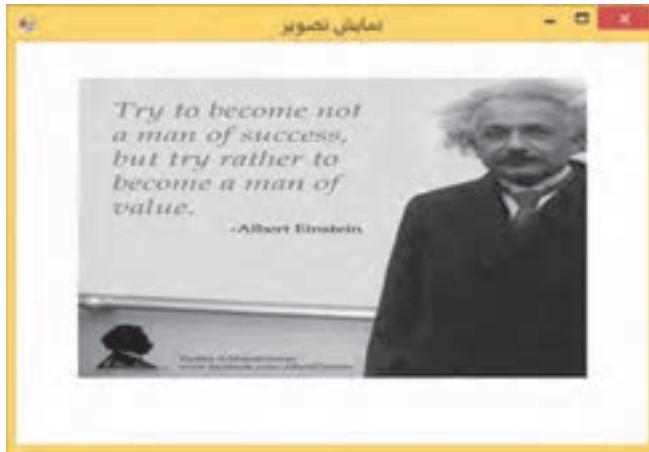 نمایش تصویر
Try to become not
a man of success,
but try rather to
become a man of
value.
-Albert Einstein